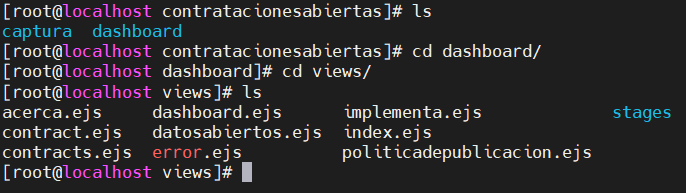 [root@localhost contratacionesabiertas]# ls
captura  dashboard
[root@localhost contratacionesabiertas]# cd dashboard/
[root@localhost dashboard]# cd views/
[root@localhost views]# ls
acerca.ejs     dashboard.ejs      implementa.ejs             stages
contract.ejs   datosabiertos.ejs  index.ejs
contracts.ejs  error.ejs          politicadepublicacion.ejs
[root@localhost views]#